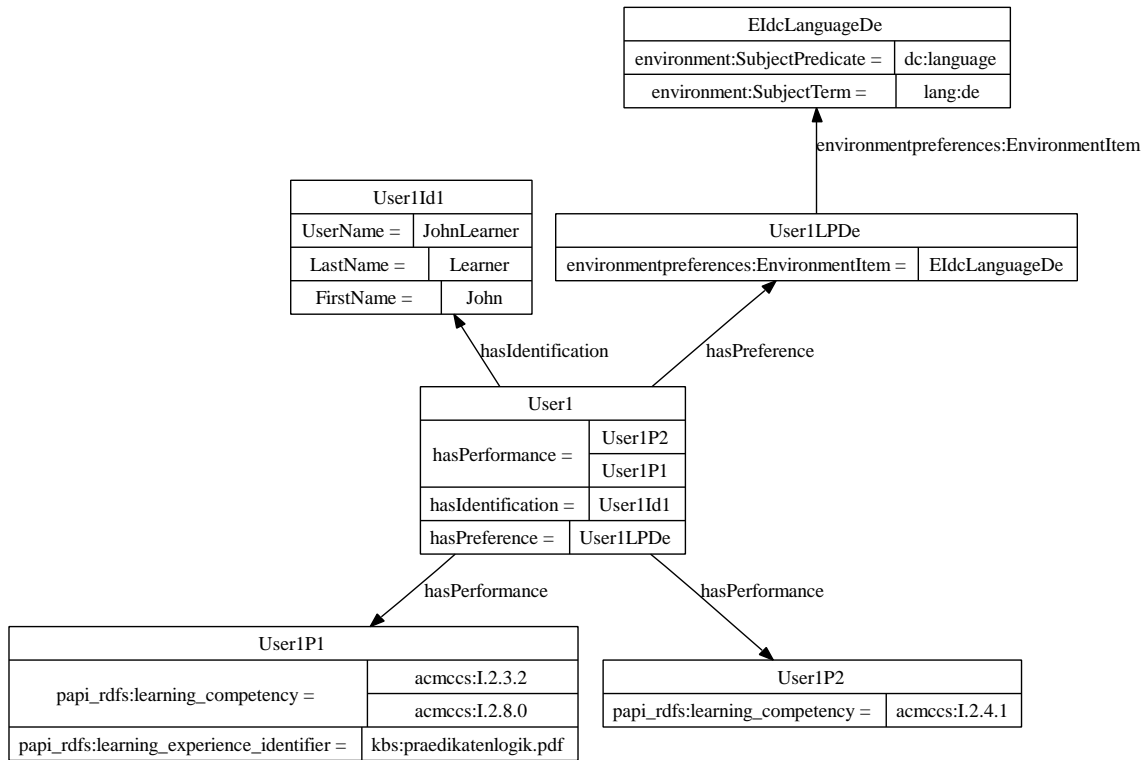 EIdcLanguageDe
environment:SubjectPredicate = dc:language
environment:SubjectTerm = lang:de
environmentpreferences:EnvironmentItem
User1Id1
UserName = JohnLearner
LastName = Learner
FirstName = John
User1LPDe
environmentpreferences:EnvironmentItem = EIdcLanguageDe
hasIdentification
hasPreference
User1
hasPerformance =
User1P2
User1P1
hasIdentification = User1Id1
hasPreference = User1LPDe
hasPerformance
hasPerformance
User1P1
papi_rdfs:learning_competency =
acmccs:I.2.3.2
acmccs:I.2.8.0
papi_rdfs:learning_experience_identifier = kbs:praedikatenlogik.pdf
User1P2
papi_rdfs:learning_competency = acmccs:I.2.4.1